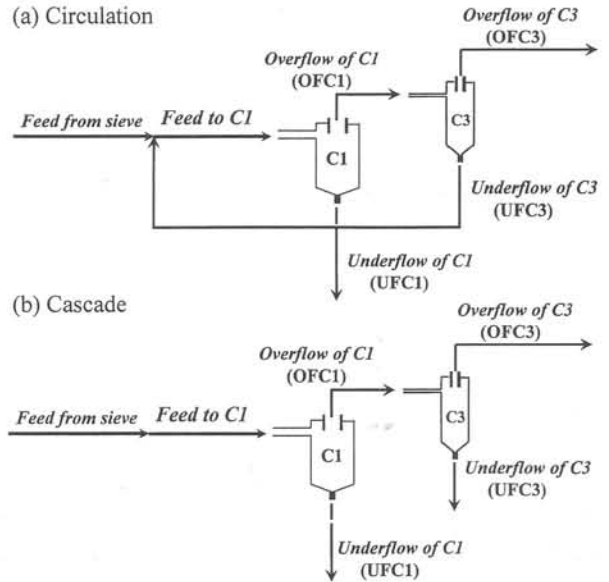 (a) Circulation
Overflow of C3
(OFC3)
Overflow of C1
(OFC1)
Feed from sieve
Feed to C1
C1
C3
Underflow of C3
(UFC3)
Underflow of C1
(UFC1)
(b) Cascade
Overflow of C3
(OFC3)
Overflow of C1
(OFC1)
Feed from sieve
Feed to C1
C1
C3
Underflow of C3
(UFC3)
Underflow of C1
(UFC1)